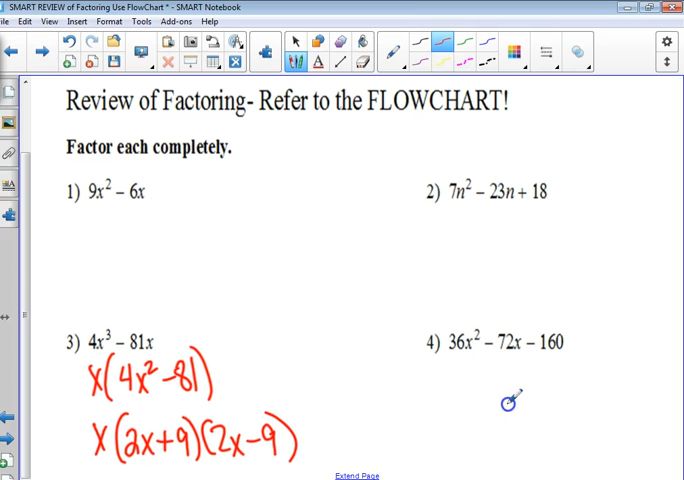 SMART REVIEW of Factoring Use FlowChart * - SMART Notebook
File Edit View Insert Format Tools Add-ons Help
Review of Factoring- Refer to the FLOWCHART!
Factor each completely.
1) 9x² – 6x
2) 7n² – 23n + 18
3) 4x³ – 81x
4) 36x² – 72x – 160
x(4x² -81)
x(2x+9)(2x-9)
Extend Page